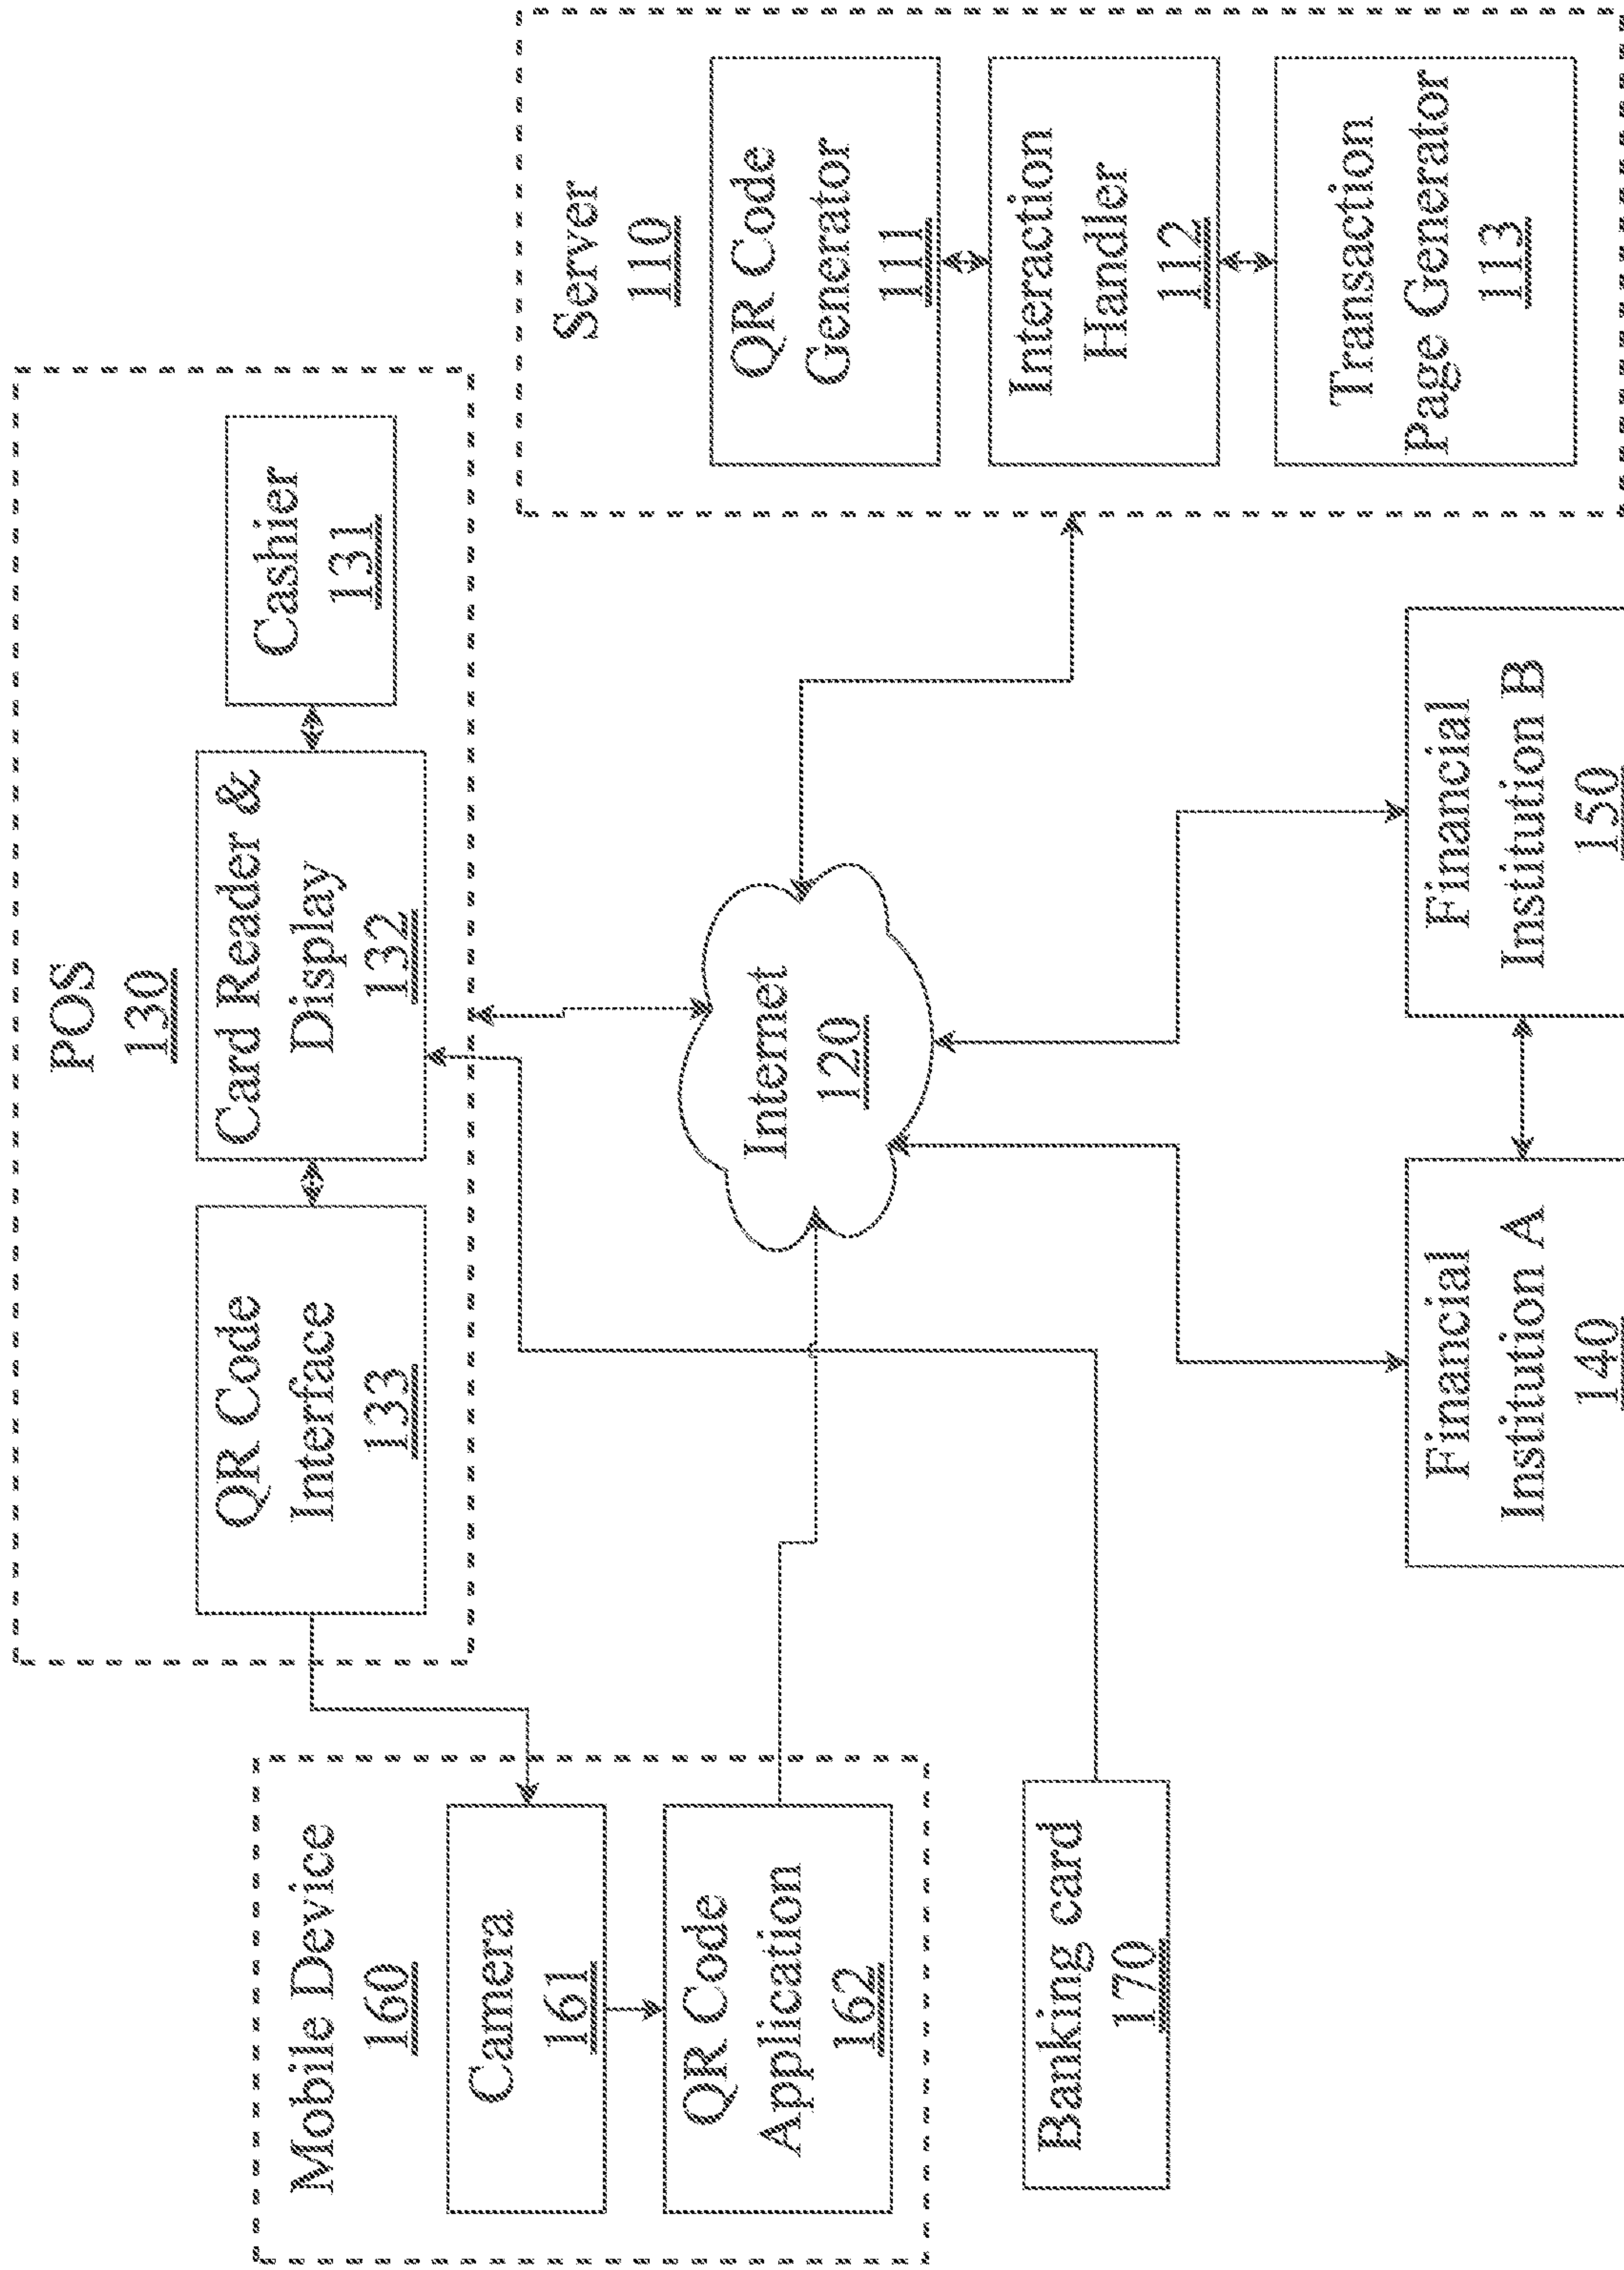 POS
130
QR Code
Interface
133
Card Reader &
Display
132
Cashier
131
Mobile Device
160
Camera
161
QR Code
Application
162
Banking card
170
Internet
120
Server
110
QR Code
Generator
111
Interaction
Handler
112
Transaction
Page Generator
113
Financial
Institution A
140
Financial
Institution B
150